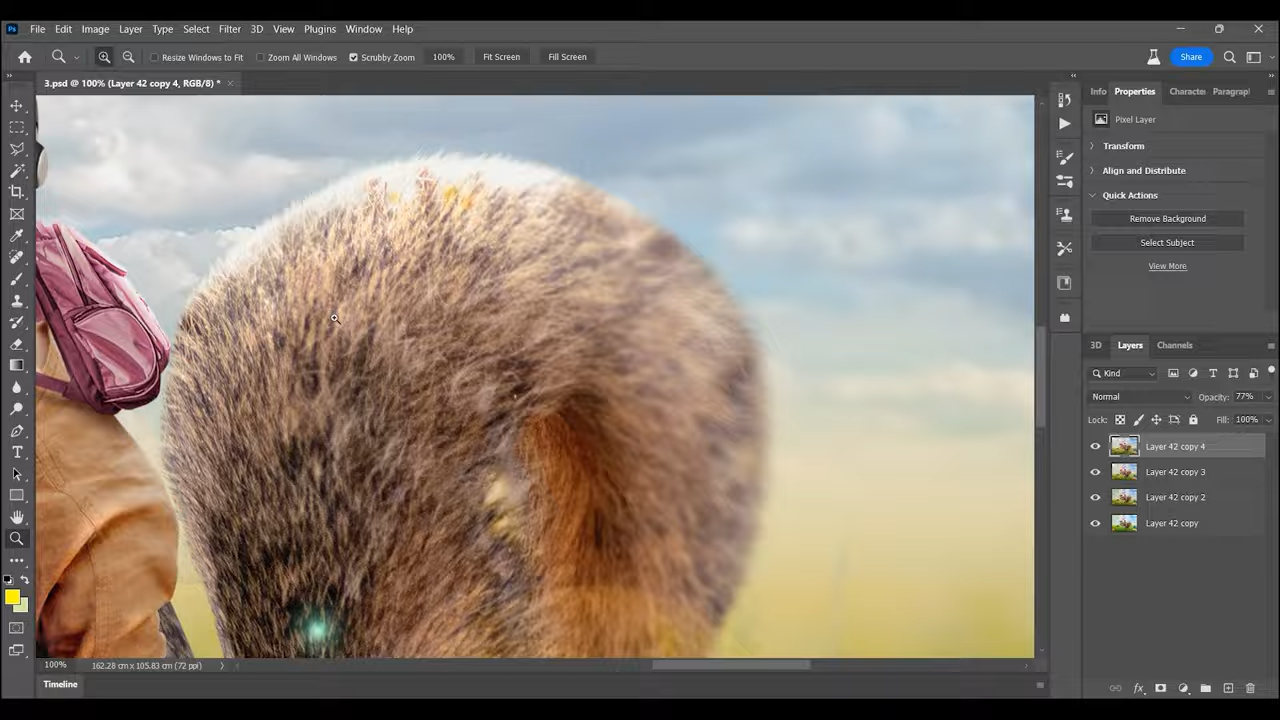 Ps File Edit Image Layer Type Select Filter 3D View Plugins Window Help
Resize Windows to Fit Zoom All Windows Scrubby Zoom 100% Fit Screen Fill Screen Share
3.psd @ 100% (Layer 42 copy 4, RGB/8) *
Info Properties Character Paragraph
Pixel Layer
Transform
Align and Distribute
Quick Actions
Remove Background
Select Subject
View More
3D Layers Channels
Kind
Normal Opacity: 77%
Lock: Fill: 100%
Layer 42 copy 4
Layer 42 copy 3
Layer 42 copy 2
Layer 42 copy
100% 162.28 cm x 105.83 cm (72 ppi)
Timeline
fx